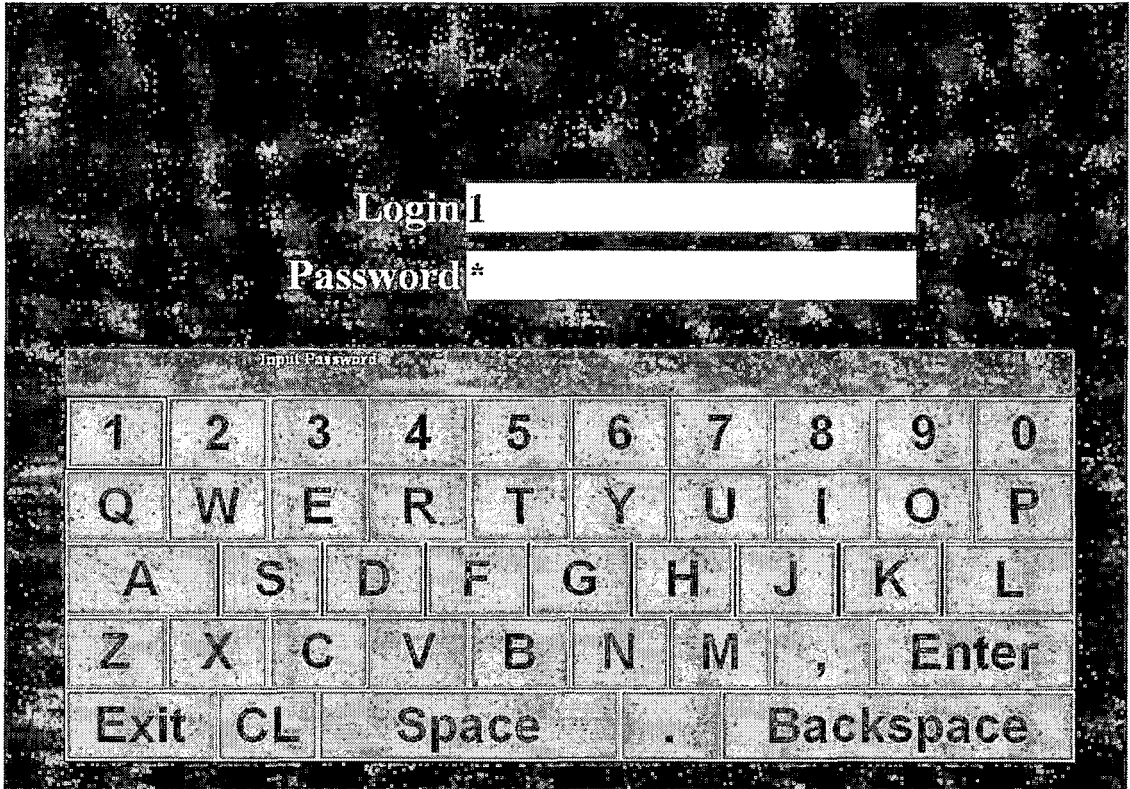 Login 1
Password *
Input Password
1 2 3 4 5 6 7 8 9 0
Q W E R T Y U I O P
A S D F G H J K L
Z X C V B N M , Enter
Exit CL Space . Backspace